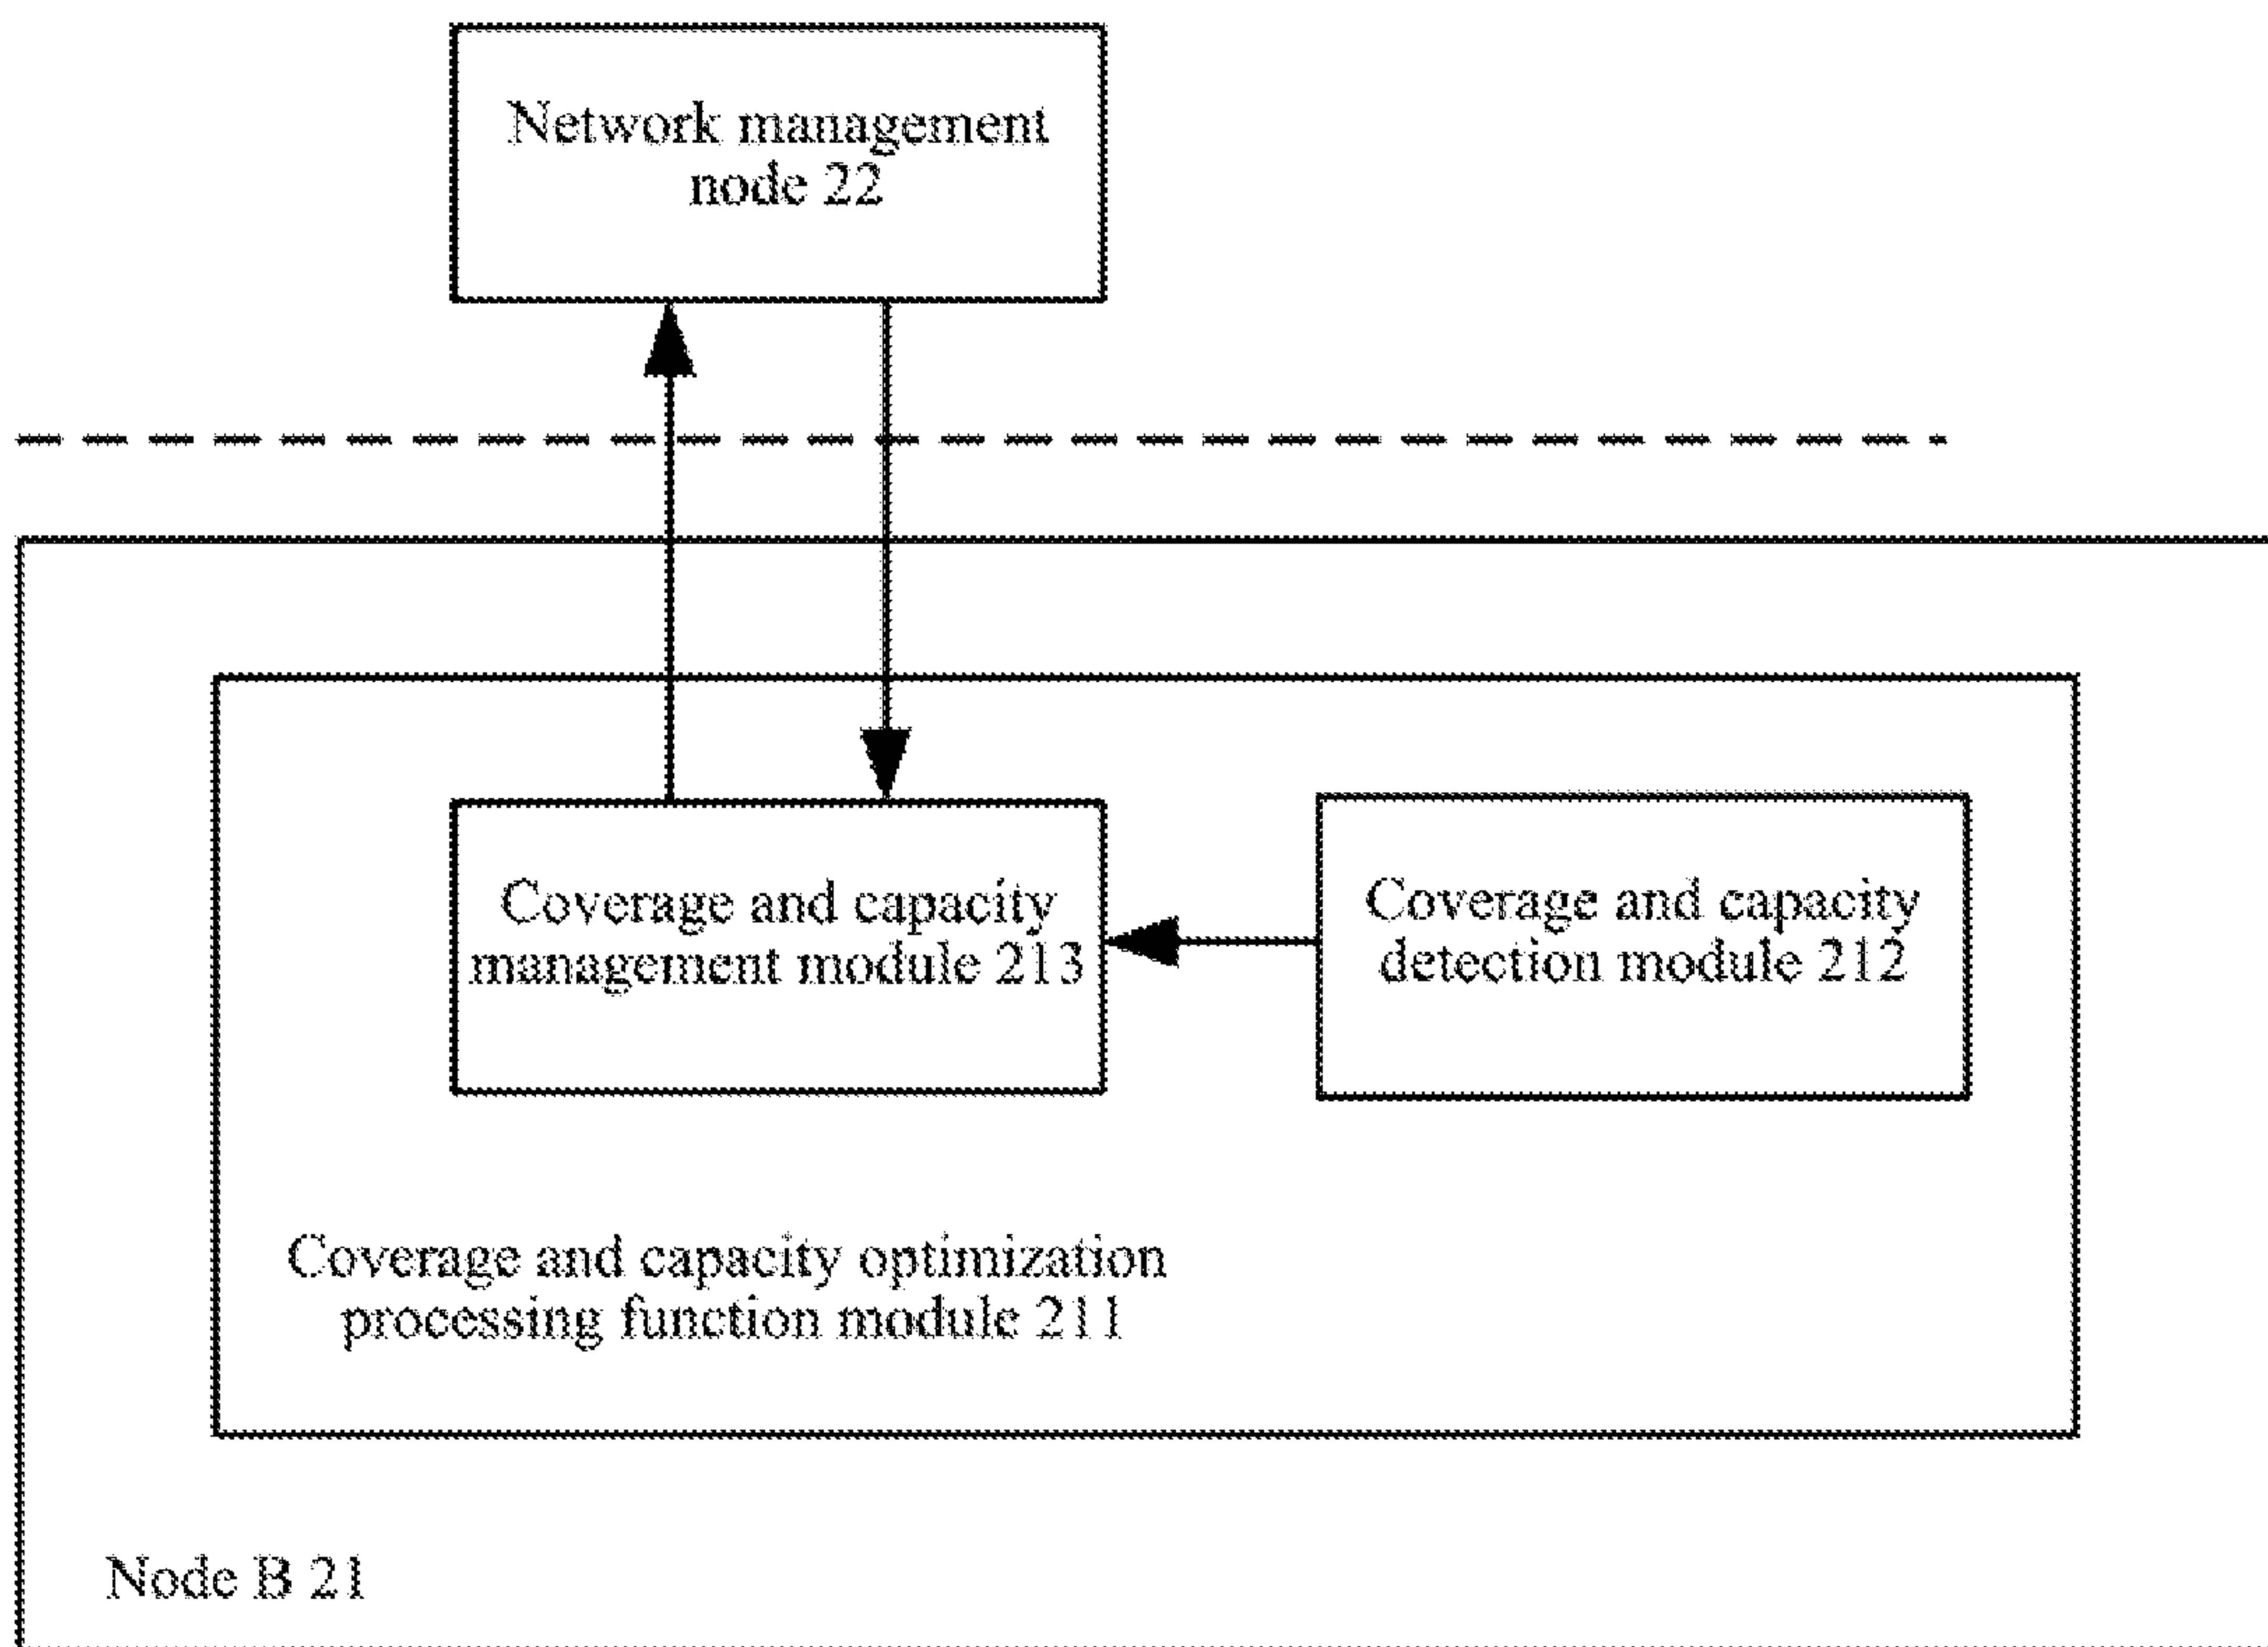 Network management
node 22
Coverage and capacity
management module 213
Coverage and capacity
detection module 212
Coverage and capacity optimization
processing function module 211
Node B 21